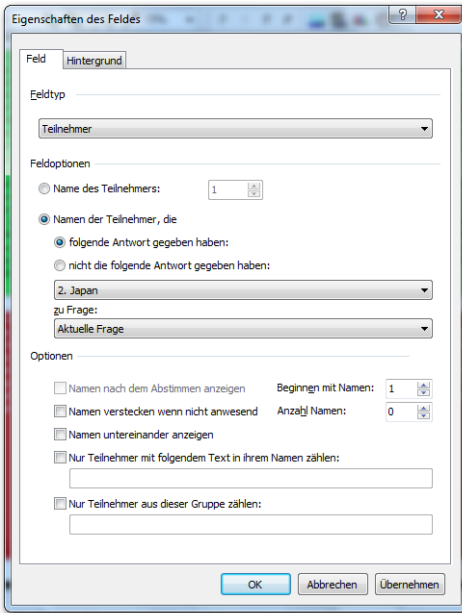 Eigenschaften des Feldes
Feld Hintergrund
Feldtyp
Teilnehmer
Feldoptionen
Name des Teilnehmers: 1
Namen der Teilnehmer, die
folgende Antwort gegeben haben:
nicht die folgende Antwort gegeben haben:
2. Japan
zu Frage:
Aktuelle Frage
Optionen
Namen nach dem Abstimmen anzeigen Beginnen mit Namen: 1
Namen verstecken wenn nicht anwesend Anzahl Namen: 0
Namen untereinander anzeigen
Nur Teilnehmer mit folgendem Text in ihrem Namen zählen:
Nur Teilnehmer aus dieser Gruppe zählen:
OK Abbrechen Übernehmen